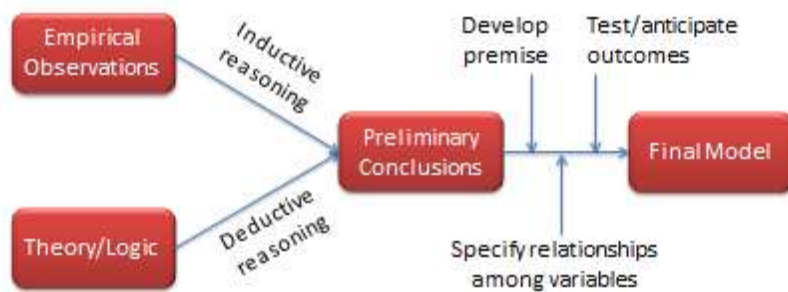 Empirical
Observations
Inductive
reasoning
Develop
premise
Test/anticipate
outcomes
Preliminary
Conclusions
Final Model
Theory/Logic
Deductive
reasoning
Specify relationships
among variables